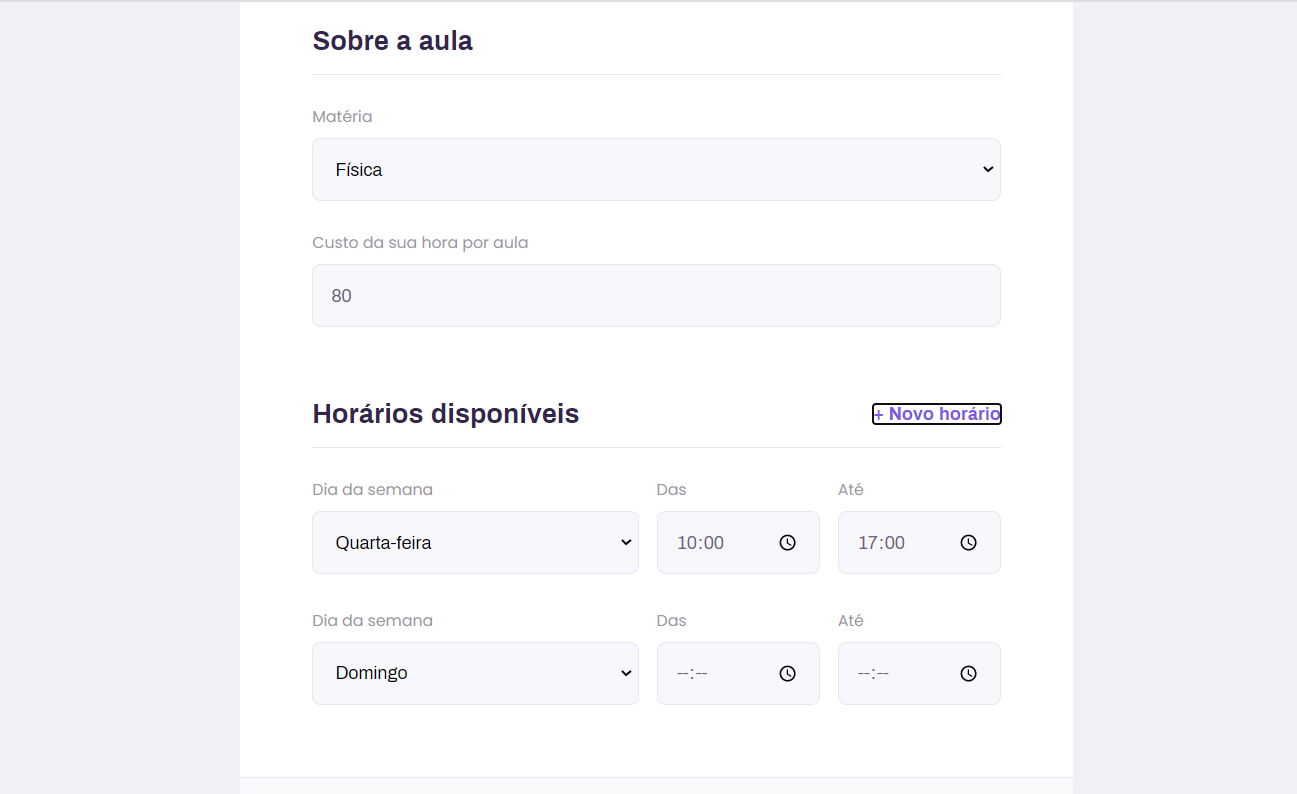 Sobre a aula
Matéria
Física
Custo da sua hora por aula
80
Horários disponíveis + Novo horário
Dia da semana Das Até
Quarta-feira 10:00 17:00
Dia da semana Das Até
Domingo --:-- --:--